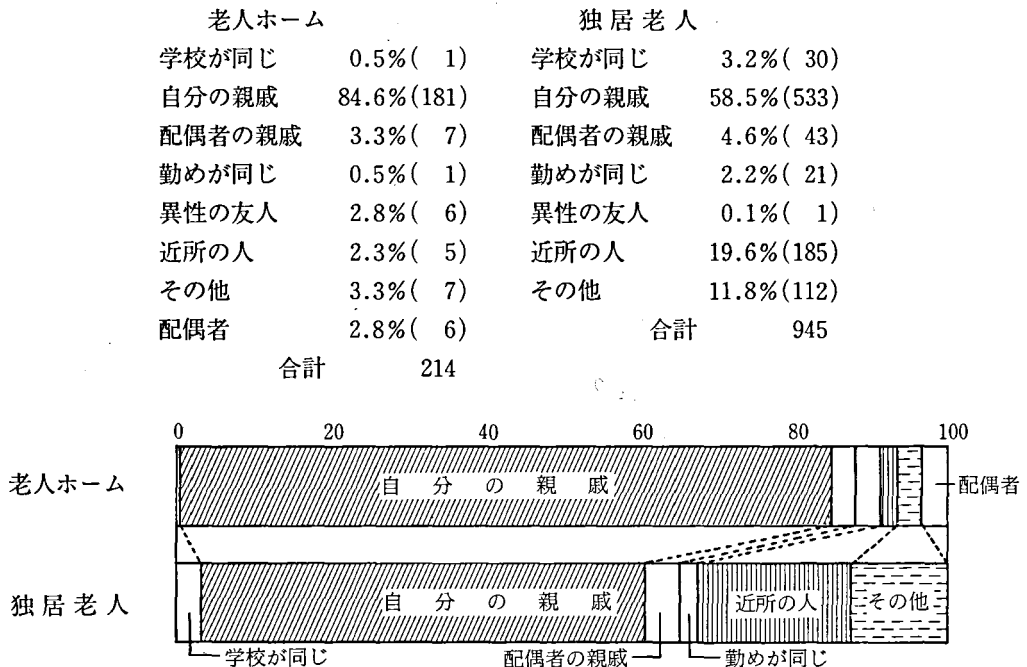 老人ホーム 独居老人
学校が同じ 0.5%( 1) 学校が同じ 3.2%( 30)
自分の親戚 84.6%(181) 自分の親戚 58.5%(533)
配偶者の親戚 3.3%( 7) 配偶者の親戚 4.6%( 43)
勤めが同じ 0.5%( 1) 勤めが同じ 2.2%( 21)
異性の友人 2.8%( 6) 異性の友人 0.1%( 1)
近所の人 2.3%( 5) 近所の人 19.6%(185)
その他 3.3%( 7) その他 11.8%(112)
配偶者 2.8%( 6) 合計 945
合計 214
0 20 40 60 80 100
老人ホーム 自分の親戚 配偶者
独居老人 自分の親戚 近所の人 その他
学校が同じ 配偶者の親戚 勤めが同じ